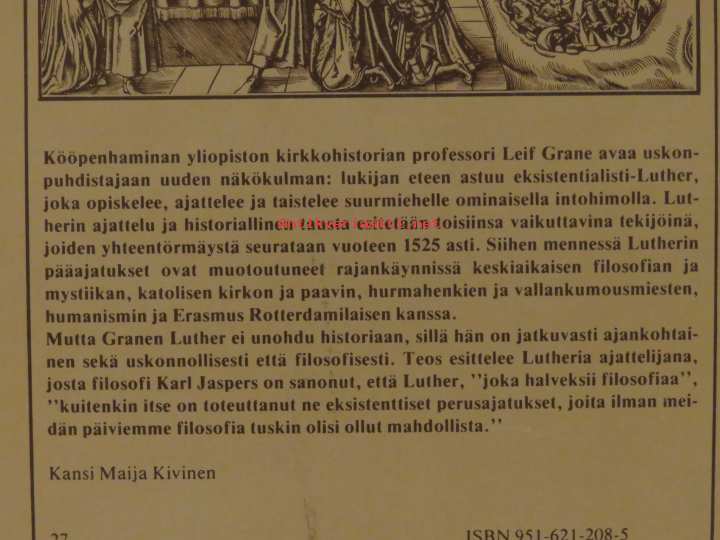 Kööpenhaminan yliopiston kirkkohistorian professori Leif Grane avaa uskon-
puhdistajaan uuden näkökulman: lukijan eteen astuu eksistentialisti-Luther,
joka opiskelee, ajattelee ja taistelee suurmiehelle ominaisella intohimolla. Lut-
herin ajattelu ja historiallinen tausta esitetään toisiinsa vaikuttavina tekijöinä,
joiden yhteentörmäystä seurataan vuoteen 1525 asti. Siihen mennessä Lutherin
pääajatukset ovat muotoutuneet rajankäynnissä keskiaikaisen filosofian ja
mystiikan, katolisen kirkon ja paavin, hurmahenkien ja vallankumousmiesten,
humanismin ja Erasmus Rotterdamilaisen kanssa.
Mutta Granen Luther ei unohdu historiaan, sillä hän on jatkuvasti ajankohtai-
nen sekä uskonnollisesti että filosofisesti. Teos esittelee Lutheria ajattelijana,
josta filosofi Karl Jaspers on sanonut, että Luther, ''joka halveksii filosofiaa'',
''kuitenkin itse on toteuttanut ne eksistenttiset perusajatukset, joita ilman mei-
dän päiviemme filosofia tuskin olisi ollut mahdollista.''
Kansi Maija Kivinen
27 ISBN 951-621-208-5